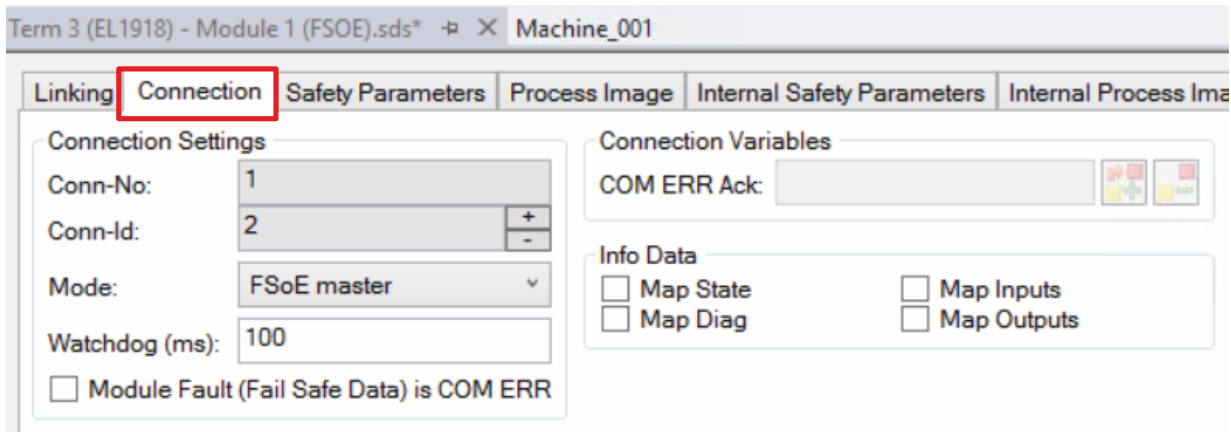 Term 3 (EL1918) - Module 1 (FSOE).sds* Machine_001
Linking Connection Safety Parameters Process Image Internal Safety Parameters Internal Process Ima
Connection Settings
Conn-No: 1
Conn-Id: 2 + -
Mode: FSoE master
Watchdog (ms): 100
Module Fault (Fail Safe Data) is COM ERR
Connection Variables
COM ERR Ack:
Info Data
Map State Map Inputs
Map Diag Map Outputs